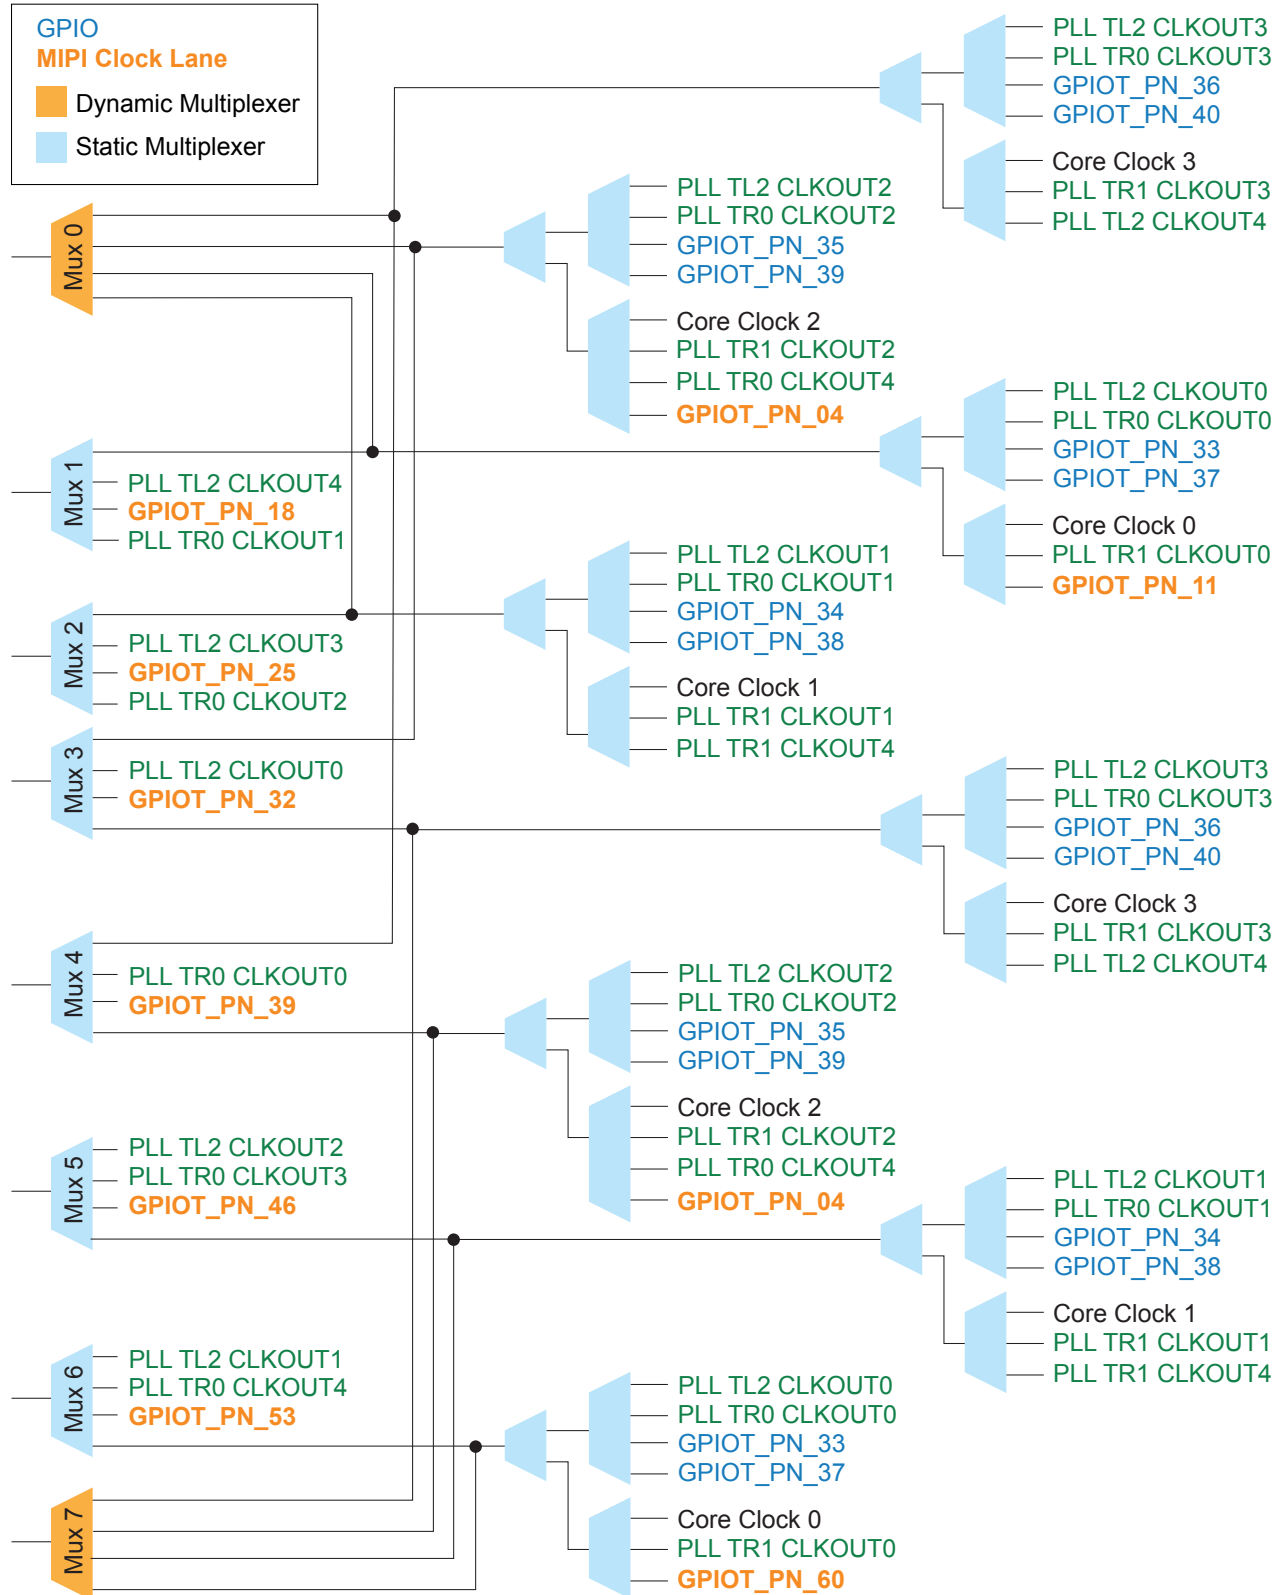 GPIO
MIPI Clock Lane
Dynamic Multiplexer
Static Multiplexer
PLL TL2 CLKOUT3
PLL TR0 CLKOUT3
GPIOT_PN_36
GPIOT_PN_40
Core Clock 3
PLL TR1 CLKOUT3
PLL TL2 CLKOUT4
Mux 0
PLL TL2 CLKOUT2
PLL TR0 CLKOUT2
GPIOT_PN_35
GPIOT_PN_39
Core Clock 2
PLL TR1 CLKOUT2
PLL TR0 CLKOUT4
GPIOT_PN_04
PLL TL2 CLKOUT0
PLL TR0 CLKOUT0
GPIOT_PN_33
GPIOT_PN_37
Core Clock 0
PLL TR1 CLKOUT0
GPIOT_PN_11
Mux 1
PLL TL2 CLKOUT4
GPIOT_PN_18
PLL TR0 CLKOUT1
PLL TL2 CLKOUT1
PLL TR0 CLKOUT1
GPIOT_PN_34
GPIOT_PN_38
Core Clock 1
PLL TR1 CLKOUT1
PLL TR1 CLKOUT4
Mux 2
PLL TL2 CLKOUT3
GPIOT_PN_25
PLL TR0 CLKOUT2
Mux 3
PLL TL2 CLKOUT0
GPIOT_PN_32
PLL TL2 CLKOUT3
PLL TR0 CLKOUT3
GPIOT_PN_36
GPIOT_PN_40
Core Clock 3
PLL TR1 CLKOUT3
PLL TL2 CLKOUT4
Mux 4
PLL TR0 CLKOUT0
GPIOT_PN_39
PLL TL2 CLKOUT2
PLL TR0 CLKOUT2
GPIOT_PN_35
GPIOT_PN_39
Core Clock 2
PLL TR1 CLKOUT2
PLL TR0 CLKOUT4
GPIOT_PN_04
Mux 5
PLL TL2 CLKOUT2
PLL TR0 CLKOUT3
GPIOT_PN_46
PLL TL2 CLKOUT1
PLL TR0 CLKOUT1
GPIOT_PN_34
GPIOT_PN_38
Core Clock 1
PLL TR1 CLKOUT1
PLL TR1 CLKOUT4
Mux 6
PLL TL2 CLKOUT1
PLL TR0 CLKOUT4
GPIOT_PN_53
PLL TL2 CLKOUT0
PLL TR0 CLKOUT0
GPIOT_PN_33
GPIOT_PN_37
Core Clock 0
PLL TR1 CLKOUT0
GPIOT_PN_60
Mux 7